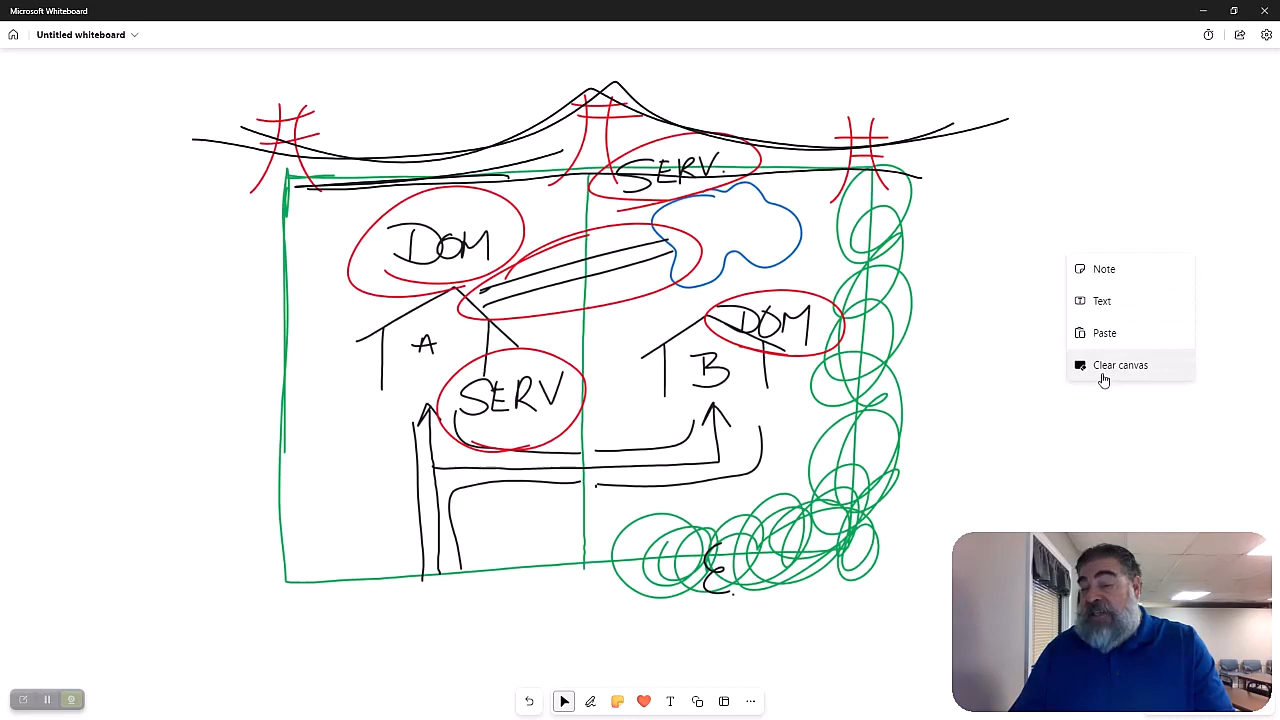 Microsoft Whiteboard
Untitled whiteboard
SERV.
DOM
DOM
A
B
SERV
E.
Note
Text
Paste
Clear canvas
T